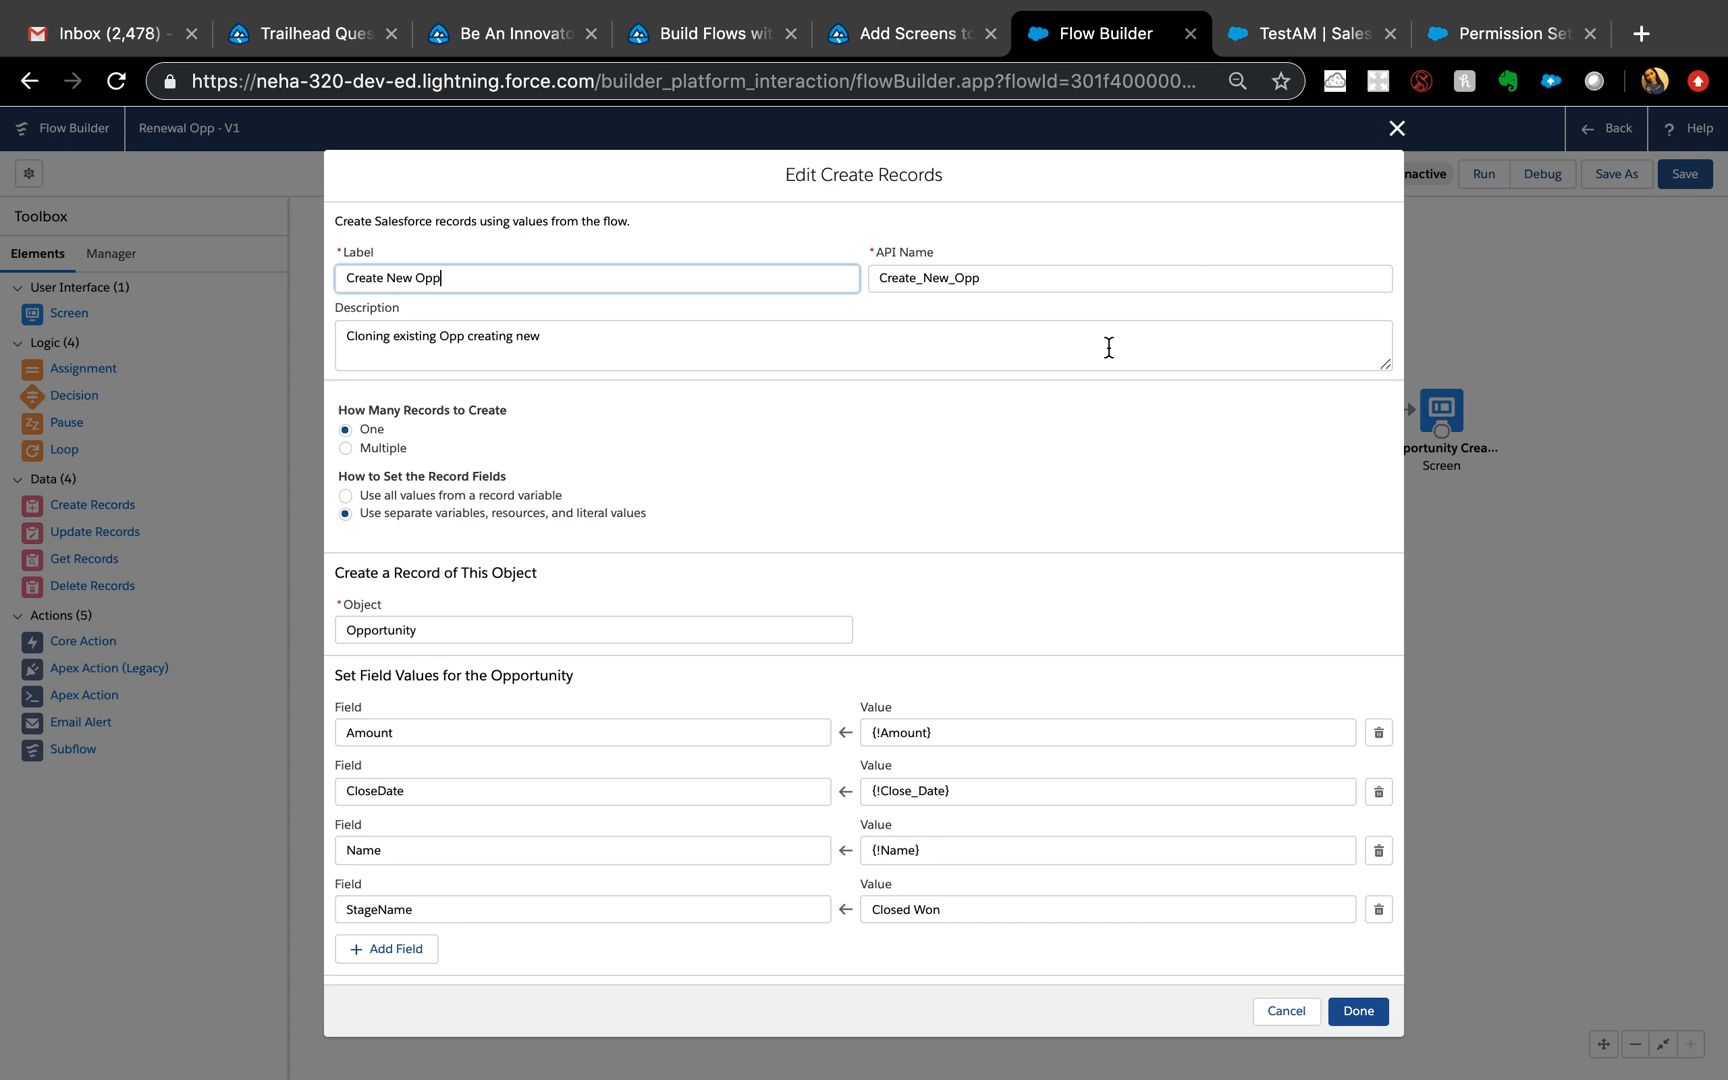 Inbox (2,478) -
Trailhead Ques
Be An Innovato
Build Flows wit
Add Screens to
Flow Builder
TestAM | Sales
Permission Set
https://neha-320-dev-ed.lightning.force.com/builder_platform_interaction/flowBuilder.app?flowId=301f400000...
Flow Builder
Renewal Opp - V1
Back
? Help
Edit Create Records
nactive
Run
Debug
Save As
Save
Toolbox
Elements
Manager
User Interface (1)
Screen
Logic (4)
Assignment
Decision
Pause
Loop
Data (4)
Create Records
Update Records
Get Records
Delete Records
Actions (5)
Core Action
Apex Action (Legacy)
Apex Action
Email Alert
Subflow
Create Salesforce records using values from the flow.
*Label
*API Name
Create New Opp
Create_New_Opp
Description
Cloning existing Opp creating new
How Many Records to Create
One
Multiple
How to Set the Record Fields
Use all values from a record variable
Use separate variables, resources, and literal values
Create a Record of This Object
*Object
Opportunity
Set Field Values for the Opportunity
Field
Value
Amount
{!Amount}
Field
Value
CloseDate
{!Close_Date}
Field
Value
Name
{!Name}
Field
Value
StageName
Closed Won
+ Add Field
Cancel
Done
portunity Crea...
Screen